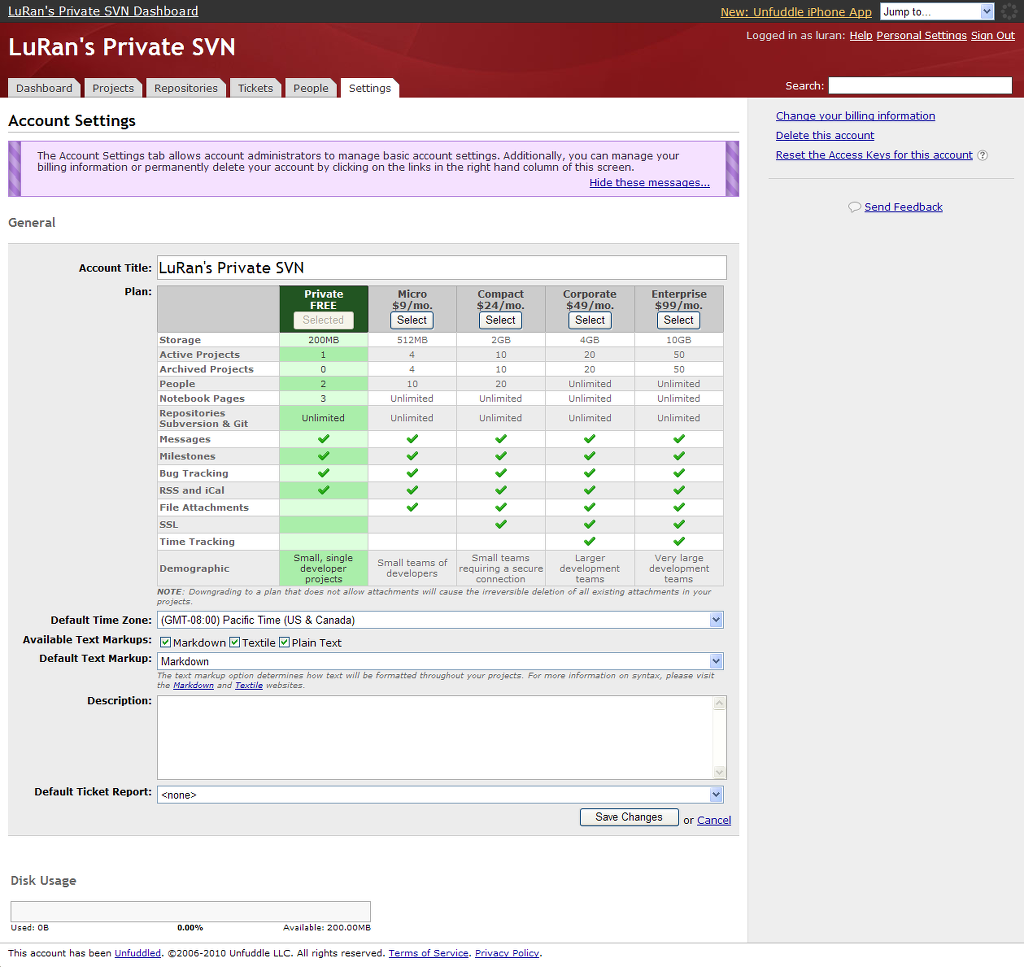 LuRan's Private SVN Dashboard
New: Unfuddle iPhone App
Jump to...
LuRan's Private SVN
Logged in as luran: Help Personal Settings Sign Out
Dashboard Projects Repositories Tickets People Settings
Search:
Account Settings
The Account Settings tab allows account administrators to manage basic account settings. Additionally, you can manage your
billing information or permanently delete your account by clicking on the links in the right hand column of this screen.
Hide these messages...
Change your billing information
Delete this account
Reset the Access Keys for this account ?
Send Feedback
General
Account Title: LuRan's Private SVN
Plan:
Private FREE Selected
Micro $9/mo. Select
Compact $24/mo. Select
Corporate $49/mo. Select
Enterprise $99/mo. Select
Storage 200MB 512MB 2GB 4GB 10GB
Active Projects 1 4 10 20 50
Archived Projects 0 4 10 20 50
People 2 10 20 Unlimited Unlimited
Notebook Pages 3 Unlimited Unlimited Unlimited Unlimited
Repositories Subversion & Git Unlimited Unlimited Unlimited Unlimited Unlimited
Messages
Milestones
Bug Tracking
RSS and iCal
File Attachments
SSL
Time Tracking
Demographic
Small, single developer projects
Small teams of developers
Small teams requiring a secure connection
Larger development teams
Very large development teams
NOTE: Downgrading to a plan that does not allow attachments will cause the irreversible deletion of all existing attachments in your
projects.
Default Time Zone: (GMT-08:00) Pacific Time (US & Canada)
Available Text Markups: Markdown Textile Plain Text
Default Text Markup: Markdown
The text markup option determines how text will be formatted throughout your projects. For more information on syntax, please visit
the Markdown and Textile websites.
Description:
Default Ticket Report: <none>
Save Changes or Cancel
Disk Usage
Used: 0B 0.00% Available: 200.00MB
This account has been Unfuddled. ©2006-2010 Unfuddle LLC. All rights reserved. Terms of Service. Privacy Policy.